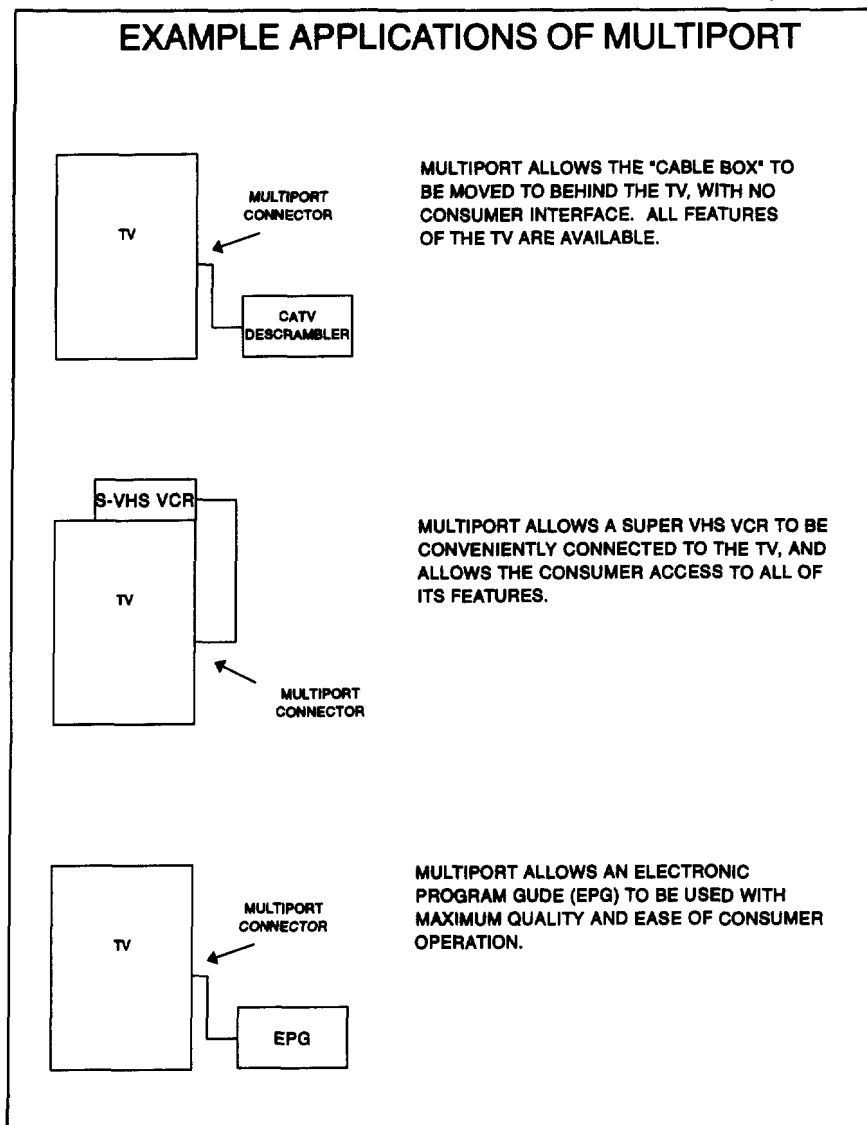 EXAMPLE APPLICATIONS OF MULTIPORT
TV
MULTIPORT
CONNECTOR
CATV
DESCRAMBLER
MULTIPORT ALLOWS THE "CABLE BOX" TO
BE MOVED TO BEHIND THE TV, WITH NO
CONSUMER INTERFACE. ALL FEATURES
OF THE TV ARE AVAILABLE.
S-VHS VCR
TV
MULTIPORT
CONNECTOR
MULTIPORT ALLOWS A SUPER VHS VCR TO BE
CONVENIENTLY CONNECTED TO THE TV, AND
ALLOWS THE CONSUMER ACCESS TO ALL OF
ITS FEATURES.
TV
MULTIPORT
CONNECTOR
EPG
MULTIPORT ALLOWS AN ELECTRONIC
PROGRAM GUDE (EPG) TO BE USED WITH
MAXIMUM QUALITY AND EASE OF CONSUMER
OPERATION.